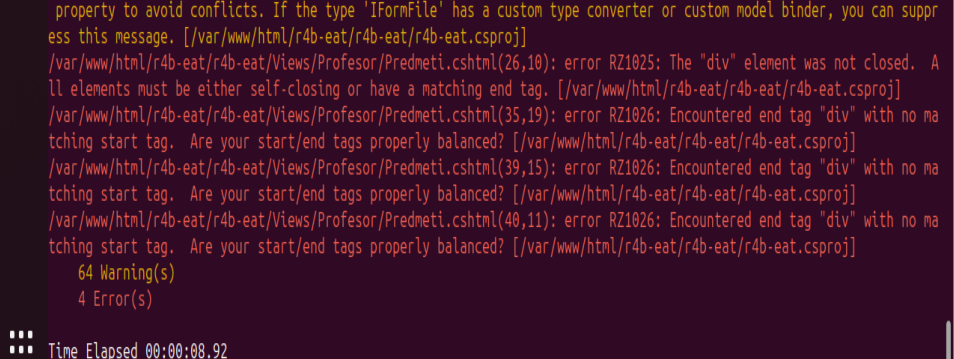 property to avoid conflicts. If the type 'IFormFile' has a custom type converter or custom model binder, you can suppr
ess this message. [/var/www/html/r4b-eat/r4b-eat/r4b-eat.csproj]
/var/www/html/r4b-eat/r4b-eat/Views/Profesor/Predmeti.cshtml(26,10): error RZ1025: The "div" element was not closed.  A
ll elements must be either self-closing or have a matching end tag. [/var/www/html/r4b-eat/r4b-eat/r4b-eat.csproj]
/var/www/html/r4b-eat/r4b-eat/Views/Profesor/Predmeti.cshtml(35,19): error RZ1026: Encountered end tag "div" with no ma
tching start tag.  Are your start/end tags properly balanced? [/var/www/html/r4b-eat/r4b-eat/r4b-eat.csproj]
/var/www/html/r4b-eat/r4b-eat/Views/Profesor/Predmeti.cshtml(39,15): error RZ1026: Encountered end tag "div" with no ma
tching start tag.  Are your start/end tags properly balanced? [/var/www/html/r4b-eat/r4b-eat/r4b-eat.csproj]
/var/www/html/r4b-eat/r4b-eat/Views/Profesor/Predmeti.cshtml(40,11): error RZ1026: Encountered end tag "div" with no ma
tching start tag.  Are your start/end tags properly balanced? [/var/www/html/r4b-eat/r4b-eat/r4b-eat.csproj]
64 Warning(s)
4 Error(s)
Time Elapsed 00:00:08.92